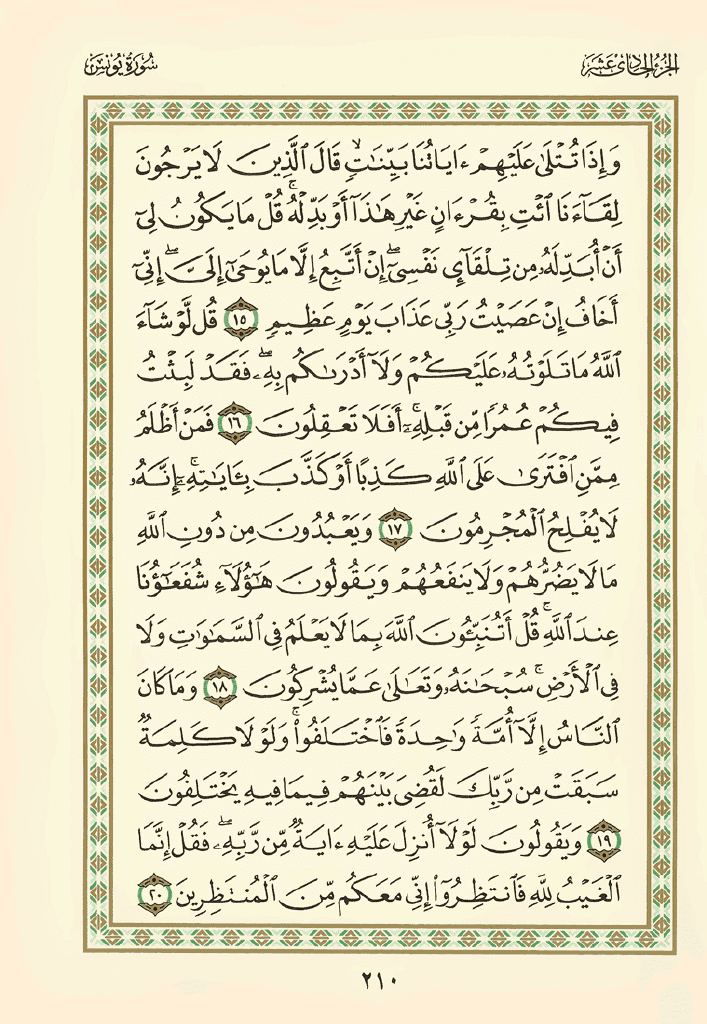 الجزء الحادي عشر
سورة يونس
وَإِذَا تُتْلَىٰ عَلَيْهِمْ ءَايَاتُنَا بَيِّنَٰتٍۙ قَالَ ٱلَّذِينَ لَا يَرْجُونَ
لِقَآءَنَا ٱئْتِ بِقُرْءَانٍ غَيْرِ هَٰذَآ أَوْ بَدِّلْهُۚ قُلْ مَا يَكُونُ لِىٓ
أَنْ أُبَدِّلَهُۥ مِن تِلْقَآئِ نَفْسِىٓۖ إِنْ أَتَّبِعُ إِلَّا مَا يُوحَىٰٓ إِلَىَّۖ إِنِّىٓ
أَخَافُ إِنْ عَصَيْتُ رَبِّى عَذَابَ يَوْمٍ عَظِيمٍ ١٥ قُل لَّوْ شَآءَ
ٱللَّهُ مَا تَلَوْتُهُۥ عَلَيْكُمْ وَلَآ أَدْرَىٰكُم بِهِۦۖ فَقَدْ لَبِثْتُ
فِيكُمْ عُمُرًا مِّن قَبْلِهِۦٓۚ أَفَلَا تَعْقِلُونَ ١٦ فَمَنْ أَظْلَمُ
مِمَّنِ ٱفْتَرَىٰ عَلَى ٱللَّهِ كَذِبًا أَوْ كَذَّبَ بِـَٔايَٰتِهِۦٓۚ إِنَّهُۥ
لَا يُفْلِحُ ٱلْمُجْرِمُونَ ١٧ وَيَعْبُدُونَ مِن دُونِ ٱللَّهِ
مَا لَا يَضُرُّهُمْ وَلَا يَنفَعُهُمْ وَيَقُولُونَ هَٰٓؤُلَآءِ شُفَعَٰٓؤُنَا
عِندَ ٱللَّهِۚ قُلْ أَتُنَبِّـُٔونَ ٱللَّهَ بِمَا لَا يَعْلَمُ فِى ٱلسَّمَٰوَٰتِ وَلَا
فِى ٱلْأَرْضِۚ سُبْحَٰنَهُۥ وَتَعَٰلَىٰ عَمَّا يُشْرِكُونَ ١٨ وَمَا كَانَ
ٱلنَّاسُ إِلَّآ أُمَّةً وَٰحِدَةً فَٱخْتَلَفُوا۟ۚ وَلَوْلَا كَلِمَةٌ
سَبَقَتْ مِن رَّبِّكَ لَقُضِىَ بَيْنَهُمْ فِيمَا فِيهِ يَخْتَلِفُونَ
١٩ وَيَقُولُونَ لَوْلَآ أُنزِلَ عَلَيْهِ ءَايَةٌ مِّن رَّبِّهِۦۖ فَقُلْ إِنَّمَا
ٱلْغَيْبُ لِلَّهِ فَٱنتَظِرُوٓا۟ إِنِّى مَعَكُم مِّنَ ٱلْمُنتَظِرِينَ ٢٠
٢١٠